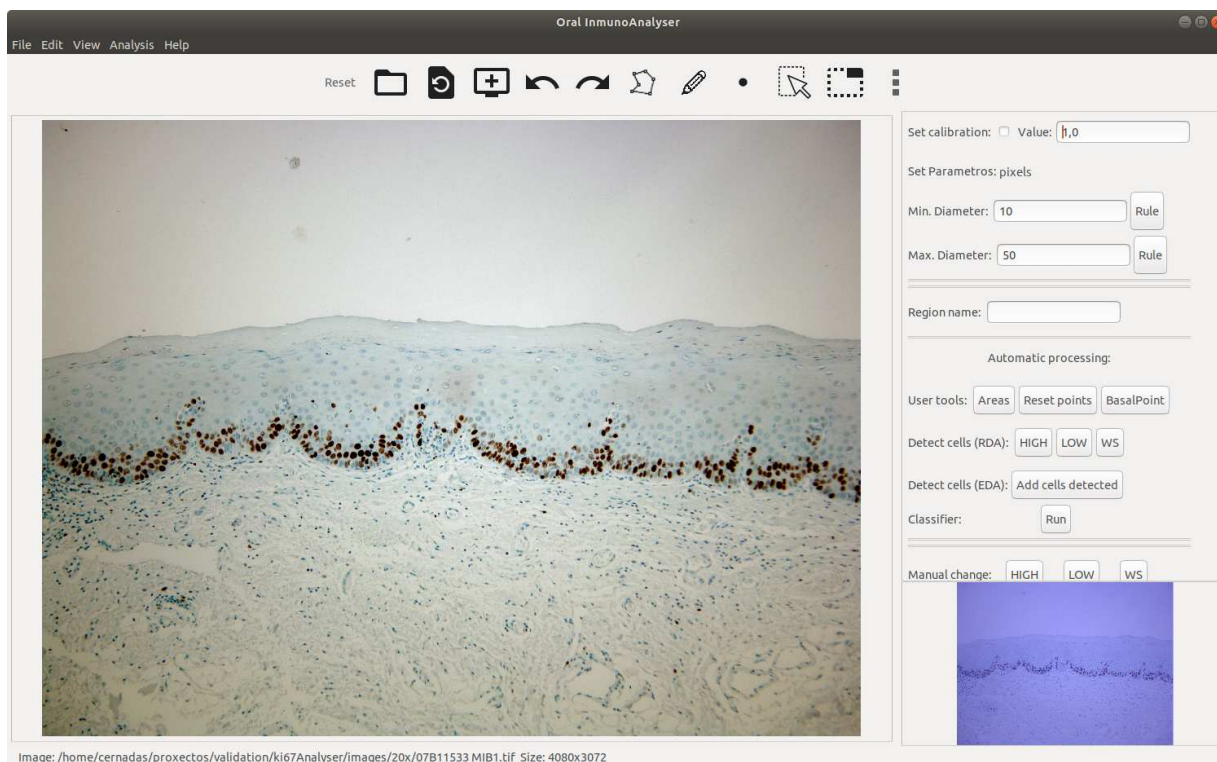 Oral InmunoAnalyser
File Edit View Analysis Help
Reset
Set calibration: Value: 1,0
Set Parametros: pixels
Min. Diameter: 10 Rule
Max. Diameter: 50 Rule
Region name:
Automatic processing:
User tools: Areas Reset points BasalPoint
Detect cells (RDA): HIGH LOW WS
Detect cells (EDA): Add cells detected
Classifier: Run
Manual change: HIGH LOW WS
Image: /home/cernadas/proxectos/validation/ki67Analyser/images/20x/07B11533 MIB1.tif Size: 4080x3072